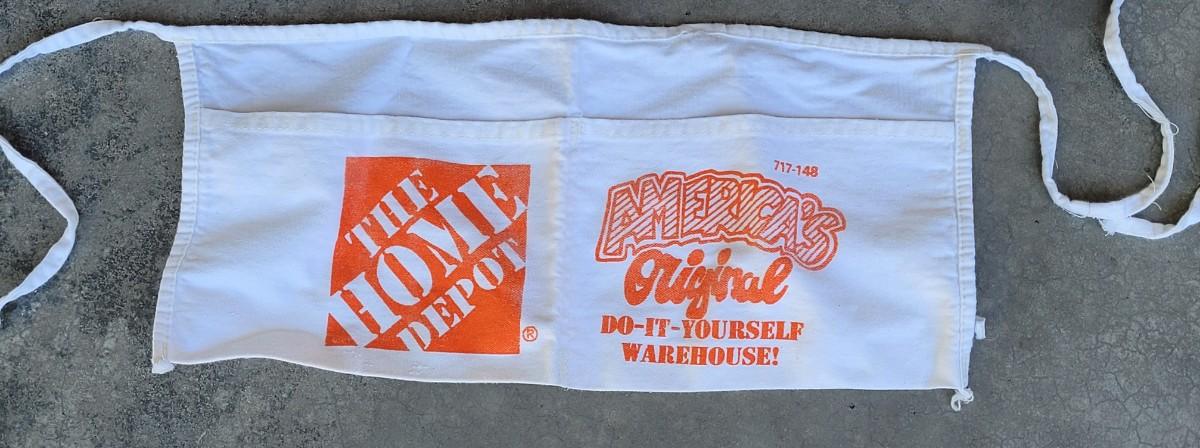 THE
HOME
DEPOT
®
717-148
AMERICA'S
Original
DO-IT-YOURSELF
WAREHOUSE!